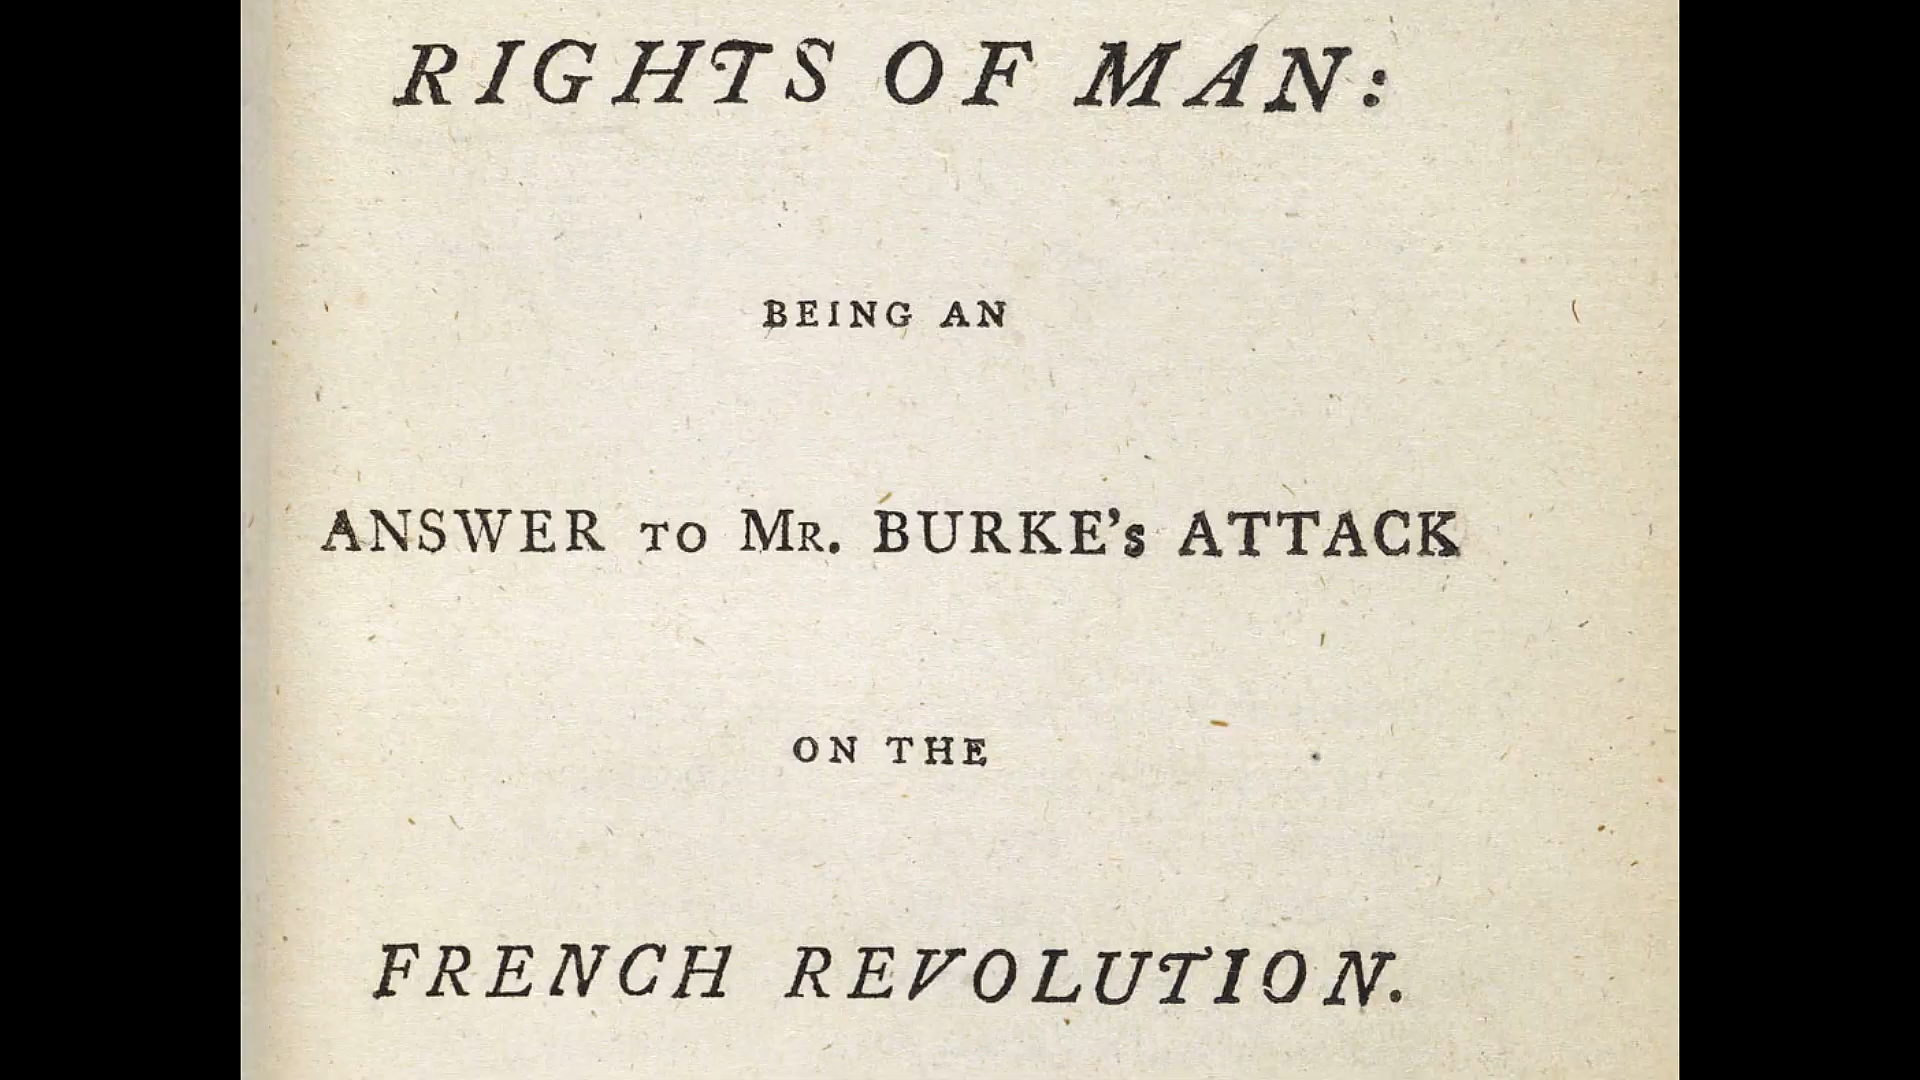 RIGHTS OF MAN:
BEING AN
ANSWER TO MR. BURKE's ATTACK
ON THE
FRENCH REVOLUTION.